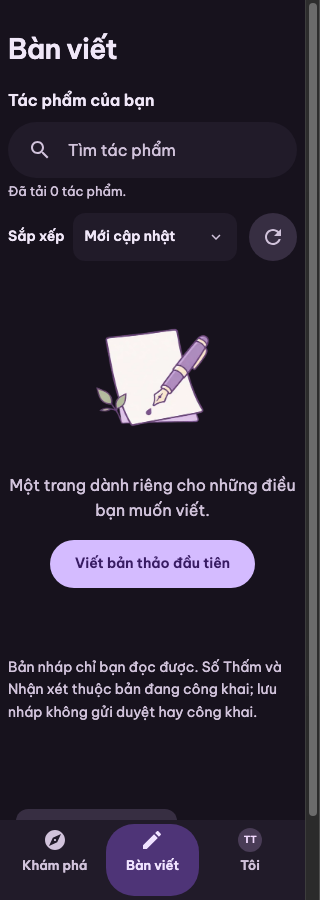 Bàn viết
Tác phẩm của bạn
Tìm tác phẩm
Đã tải 0 tác phẩm.
Sắp xếp
Mới cập nhật
Một trang dành riêng cho những điều
bạn muốn viết.
Viết bản thảo đầu tiên
Bản nháp chỉ bạn đọc được. Số Thấm và
Nhận xét thuộc bản đang công khai; lưu
nháp không gửi duyệt hay công khai.
Khám phá
Bàn viết
TT
Tôi